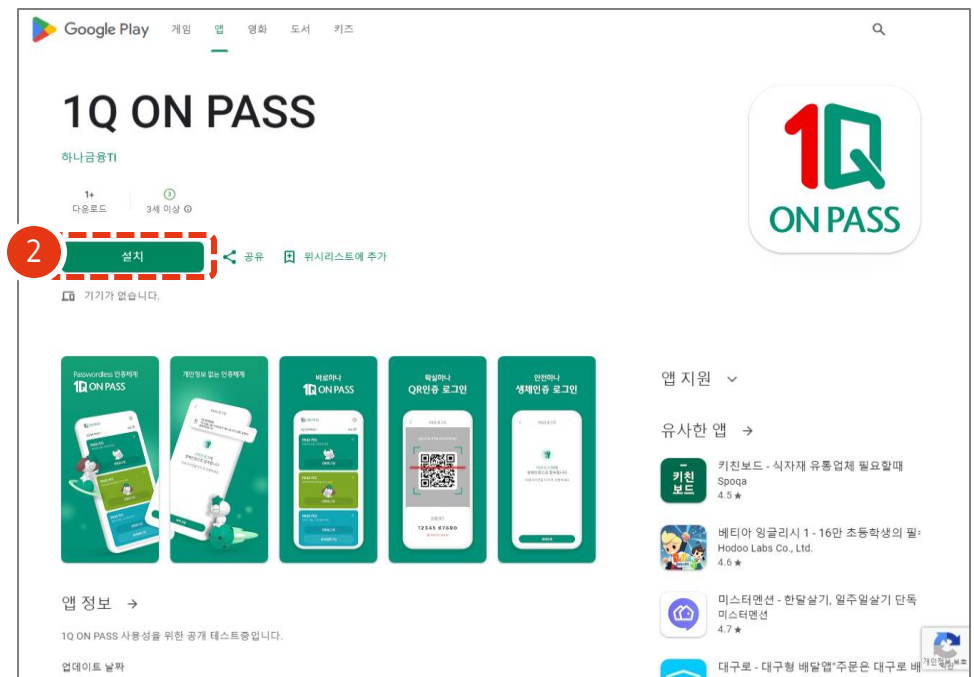 Google Play 게임 앱 영화 도서 키즈
1Q ON PASS
하나금융TI
1+
다운로드
3
3세 이상
2
설치
공유
위시리스트에 추가
기기가 없습니다.
1Q
ON PASS
Passwordless 인증체계
1Q ON PASS
개인정보 없는 인증체계
바로하나
1Q ON PASS
확실하나
QR인증 로그인
12345 67890
안전하나
생체인증 로그인
앱 지원
유사한 앱
키친
보드
키친보드 - 식자재 유통업체 필요할때
Spoqa
4.5
베티아 잉글리시 1 - 16만 초등학생의 필
Hodoo Labs Co., Ltd.
4.6
미스터멘션 - 한달살기, 일주일살기 단독
미스터멘션
4.7
대구로 - 대구형 배달앱"주문은 대구로 배
앱 정보
1Q ON PASS 사용성을 위한 공개 테스트중입니다.
업데이트 날짜